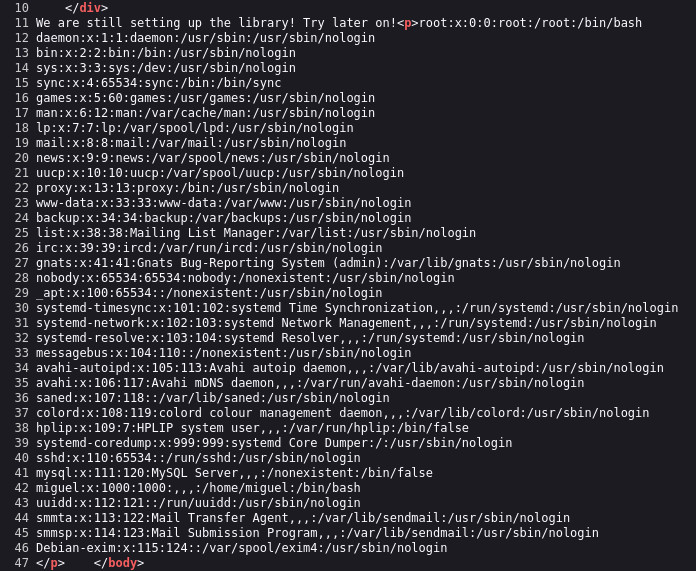 10     </div>
11 We are still setting up the library! Try later on!<p>root:x:0:0:root:/root:/bin/bash
12 daemon:x:1:1:daemon:/usr/sbin:/usr/sbin/nologin
13 bin:x:2:2:bin:/bin:/usr/sbin/nologin
14 sys:x:3:3:sys:/dev:/usr/sbin/nologin
15 sync:x:4:65534:sync:/bin:/bin/sync
16 games:x:5:60:games:/usr/games:/usr/sbin/nologin
17 man:x:6:12:man:/var/cache/man:/usr/sbin/nologin
18 lp:x:7:7:lp:/var/spool/lpd:/usr/sbin/nologin
19 mail:x:8:8:mail:/var/mail:/usr/sbin/nologin
20 news:x:9:9:news:/var/spool/news:/usr/sbin/nologin
21 uucp:x:10:10:uucp:/var/spool/uucp:/usr/sbin/nologin
22 proxy:x:13:13:proxy:/bin:/usr/sbin/nologin
23 www-data:x:33:33:www-data:/var/www:/usr/sbin/nologin
24 backup:x:34:34:backup:/var/backups:/usr/sbin/nologin
25 list:x:38:38:Mailing List Manager:/var/list:/usr/sbin/nologin
26 irc:x:39:39:ircd:/var/run/ircd:/usr/sbin/nologin
27 gnats:x:41:41:Gnats Bug-Reporting System (admin):/var/lib/gnats:/usr/sbin/nologin
28 nobody:x:65534:65534:nobody:/nonexistent:/usr/sbin/nologin
29 _apt:x:100:65534::/nonexistent:/usr/sbin/nologin
30 systemd-timesync:x:101:102:systemd Time Synchronization,,,:/run/systemd:/usr/sbin/nologin
31 systemd-network:x:102:103:systemd Network Management,,,:/run/systemd:/usr/sbin/nologin
32 systemd-resolve:x:103:104:systemd Resolver,,,:/run/systemd:/usr/sbin/nologin
33 messagebus:x:104:110::/nonexistent:/usr/sbin/nologin
34 avahi-autoipd:x:105:113:Avahi autoip daemon,,,:/var/lib/avahi-autoipd:/usr/sbin/nologin
35 avahi:x:106:117:Avahi mDNS daemon,,,:/var/run/avahi-daemon:/usr/sbin/nologin
36 saned:x:107:118::/var/lib/saned:/usr/sbin/nologin
37 colord:x:108:119:colord colour management daemon,,,:/var/lib/colord:/usr/sbin/nologin
38 hplip:x:109:7:HPLIP system user,,,:/var/run/hplip:/bin/false
39 systemd-coredump:x:999:999:systemd Core Dumper:/:/usr/sbin/nologin
40 sshd:x:110:65534::/run/sshd:/usr/sbin/nologin
41 mysql:x:111:120:MySQL Server,,,:/nonexistent:/bin/false
42 miguel:x:1000:1000:,,,:/home/miguel:/bin/bash
43 uuidd:x:112:121::/run/uuidd:/usr/sbin/nologin
44 smmta:x:113:122:Mail Transfer Agent,,,:/var/lib/sendmail:/usr/sbin/nologin
45 smmsp:x:114:123:Mail Submission Program,,,:/var/lib/sendmail:/usr/sbin/nologin
46 Debian-exim:x:115:124::/var/spool/exim4:/usr/sbin/nologin
47 </p>    </body>